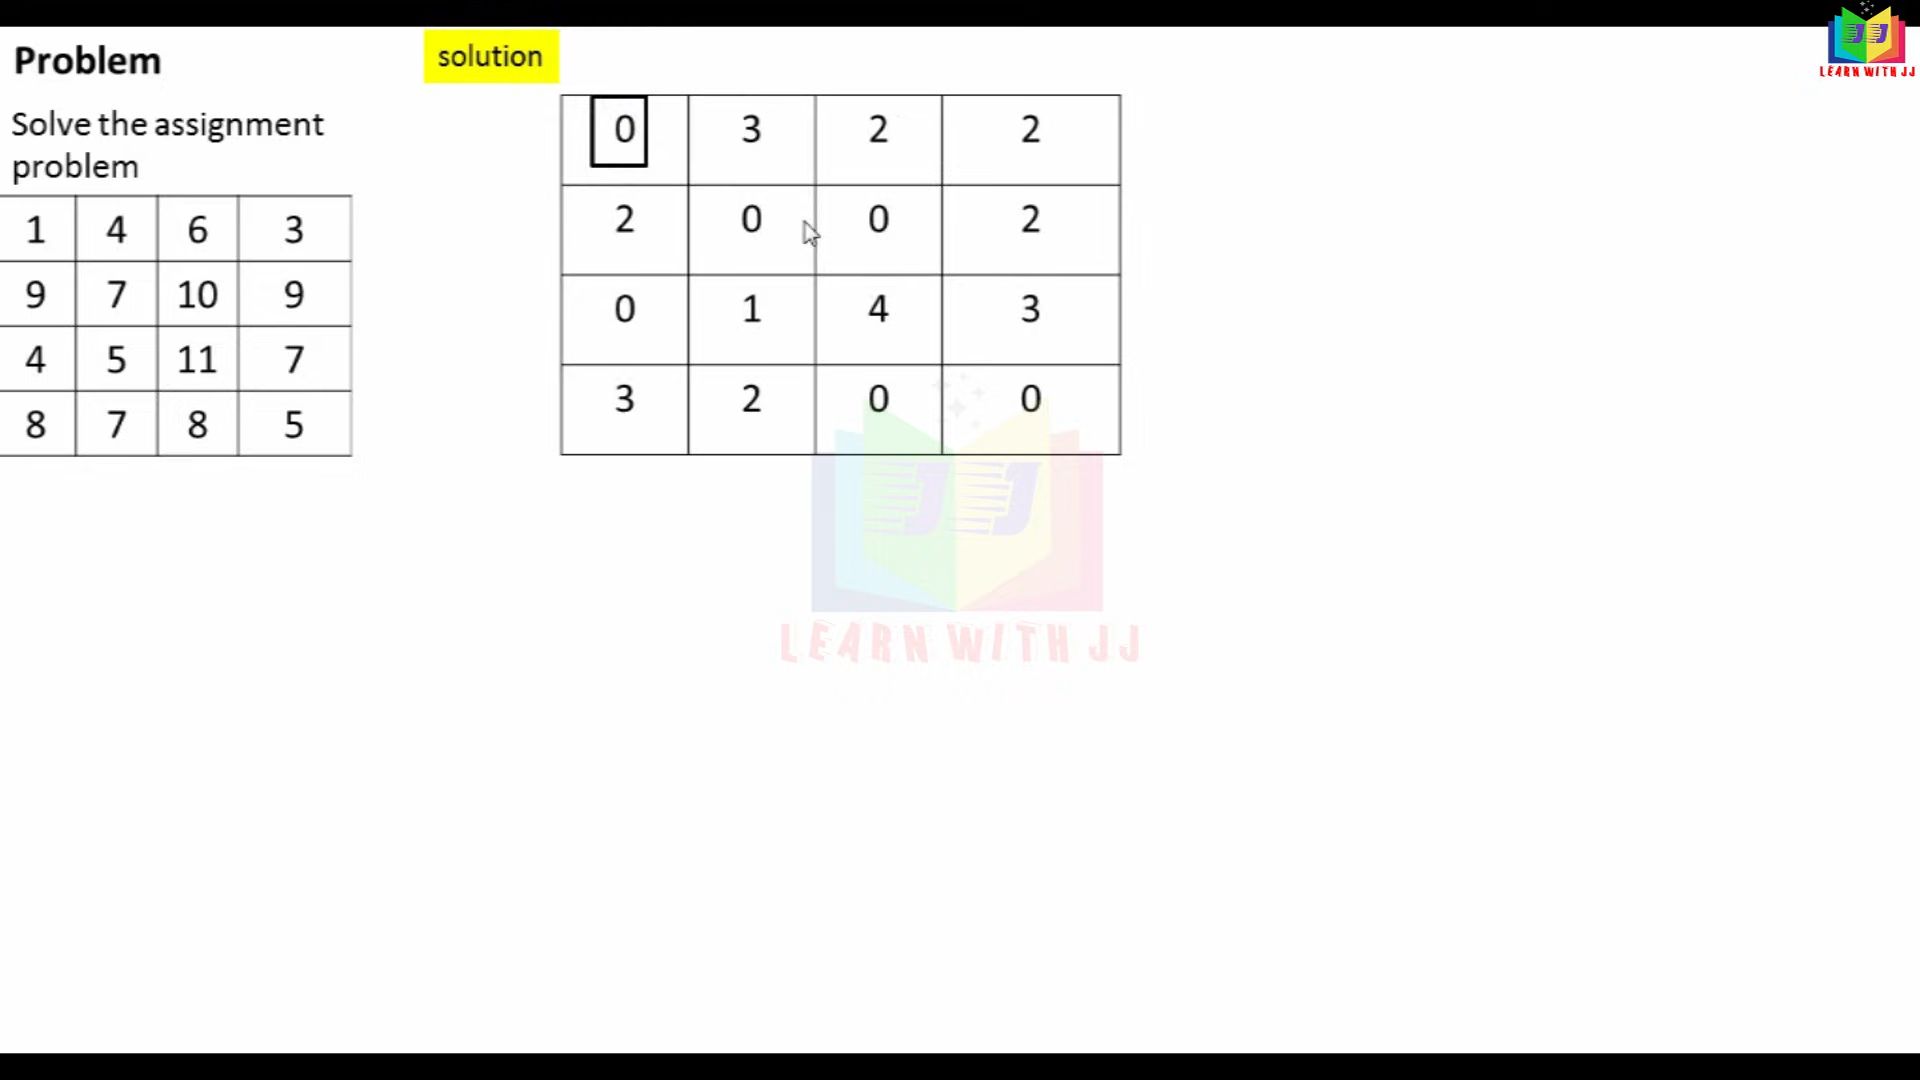 Problem
solution
LEARN WITH JJ
Solve the assignment
problem
1 4 6 3
9 7 10 9
4 5 11 7
8 7 8 5
0 3 2 2
2 0 0 2
0 1 4 3
3 2 0 0
JJ
LEARN WITH JJ